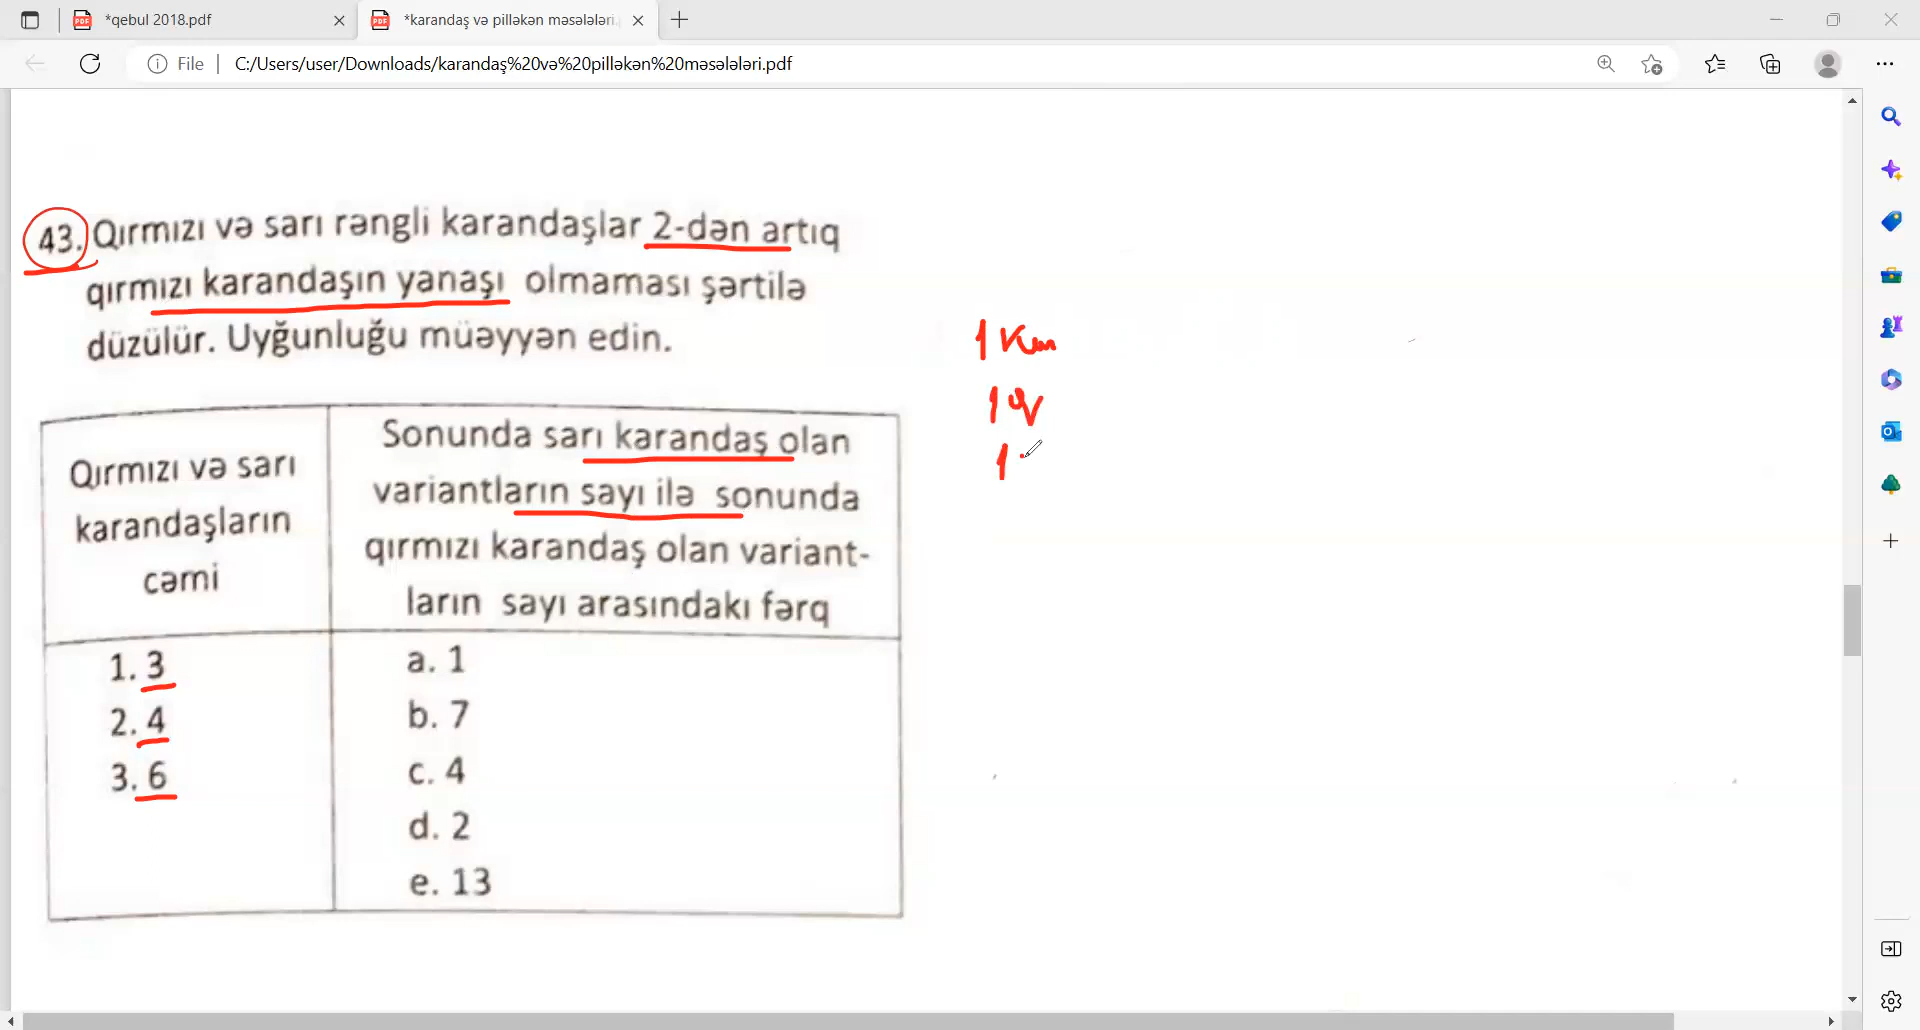 *qebul 2018.pdf
*karandaş və pilləkən məsələləri.
File
C:/Users/user/Downloads/karandaş%20və%20pilləkən%20məsələləri.pdf
43. Qırmızı və sarı rəngli karandaşlar 2-dən artıq
qırmızı karandaşın yanaşı olmaması şərtilə
düzülür. Uyğunluğu müəyyən edin.
Qırmızı və sarı
karandaşların
cəmi
Sonunda sarı karandaş olan
variantların sayı ilə sonunda
qırmızı karandaş olan variant-
ların sayı arasındakı fərq
1. 3
2. 4
3. 6
a. 1
b. 7
c. 4
d. 2
e. 13
1
1
1